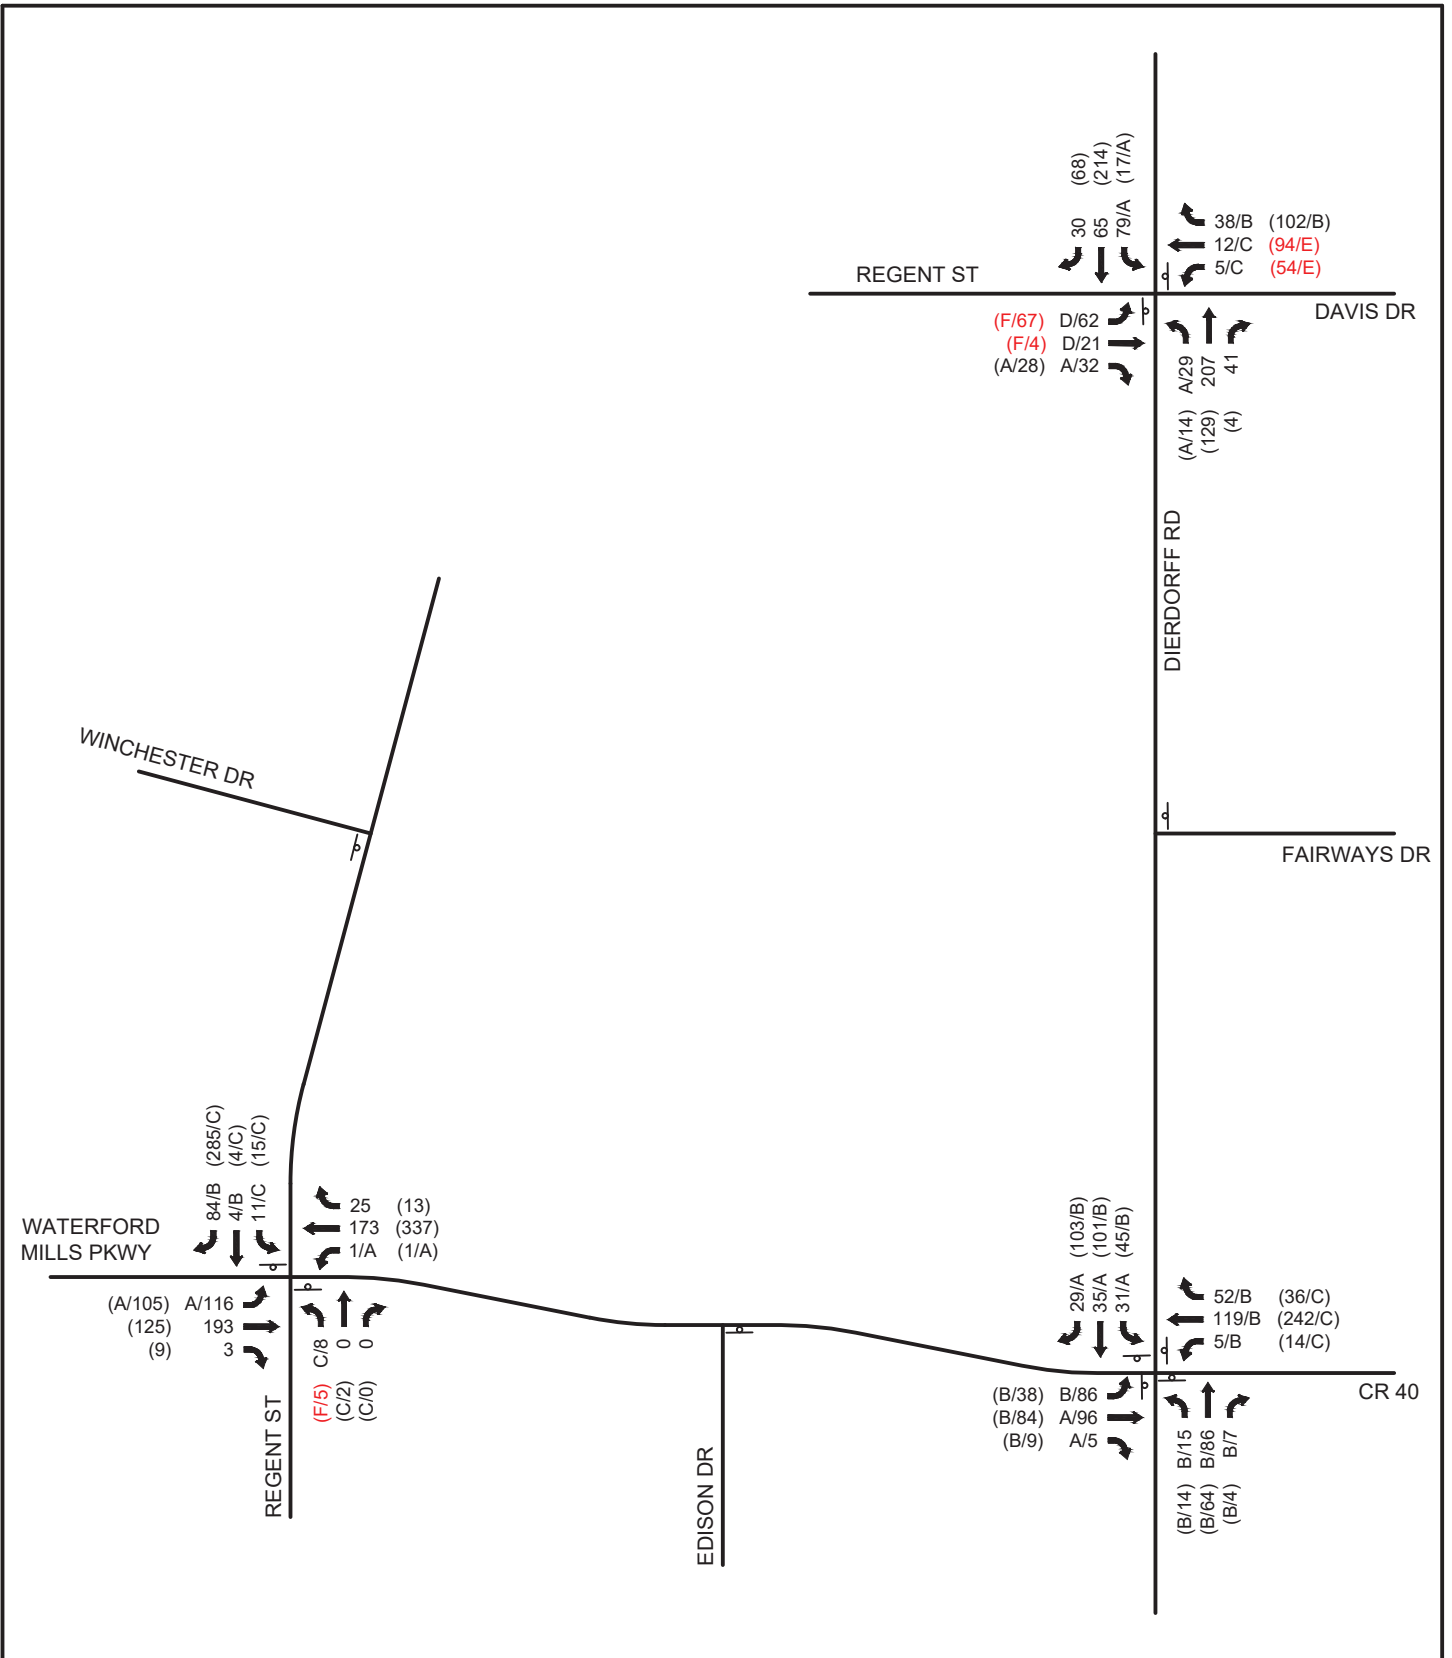 30 (68)
65 (214)
79/A (17/A)
38/B (102/B)
12/C (94/E)
5/C (54/E)
REGENT ST
DAVIS DR
(F/67) D/62
(F/4) D/21
(A/28) A/32
(A/14) A/29
(129) 207
(4) 41
DIERDORFF RD
WINCHESTER DR
FAIRWAYS DR
84/B (285/C)
4/B (4/C)
11/C (15/C)
25 (13)
173 (337)
1/A (1/A)
WATERFORD
MILLS PKWY
(A/105) A/116
(125) 193
(9) 3
(F/5) C/8
(C/2) 0
(C/0) 0
REGENT ST
EDISON DR
29/A (103/B)
35/A (101/B)
31/A (45/B)
52/B (36/C)
119/B (242/C)
5/B (14/C)
CR 40
(B/38) B/86
(B/84) A/96
(B/9) A/5
(B/14) B/15
(B/64) B/86
(B/4) B/7